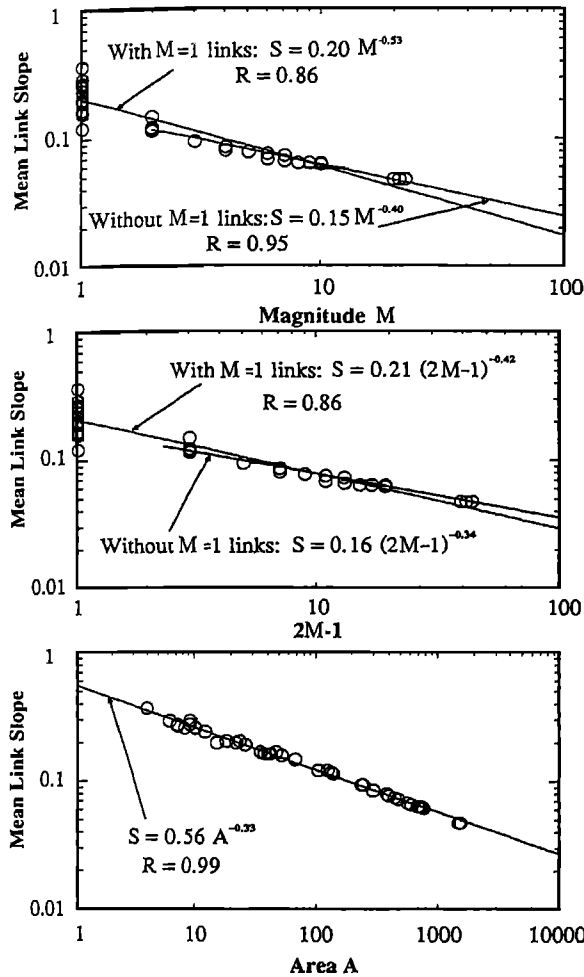 1
With M=1 links: S = 0.20 M^-0.53
R = 0.86
0.1
Mean Link Slope
Without M=1 links: S = 0.15 M^-0.40
R = 0.95
0.01
1 10 100
Magnitude M
1
With M=1 links: S = 0.21 (2M-1)^-0.42
R = 0.86
0.1
Mean Link Slope
Without M=1 links: S = 0.16 (2M-1)^-0.34
0.01
1 10 100
2M-1
1
Mean Link Slope
0.1
S = 0.56 A^-0.33
R = 0.99
0.01
1 10 100 1000 10000
Area A